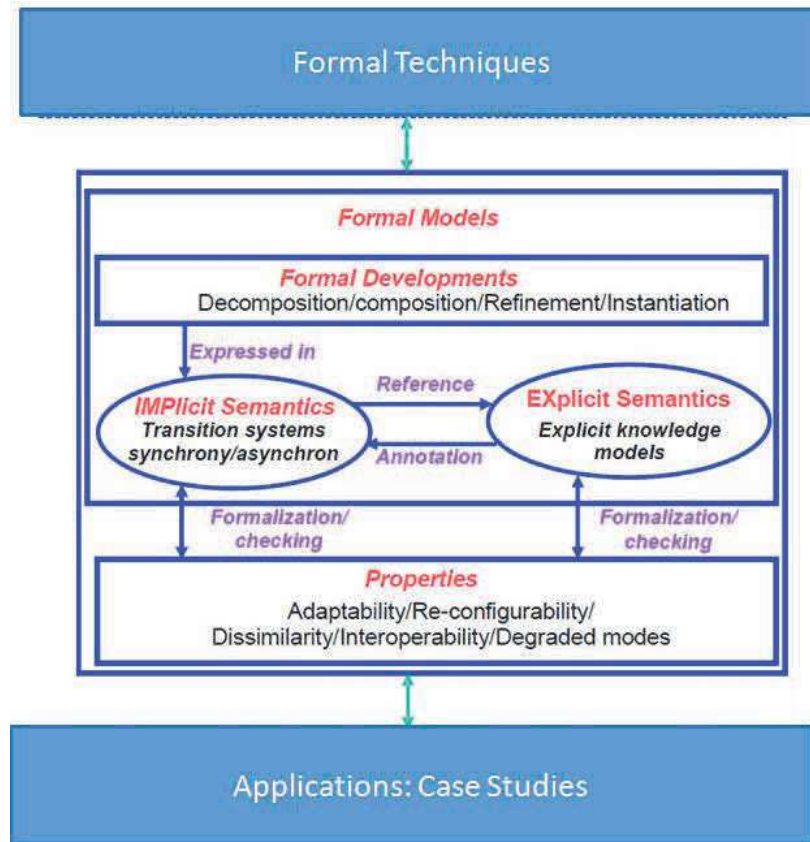 Formal Techniques
Formal Models
Formal Developments
Decomposition/composition/Refinement/Instantiation
Expressed in
Reference
IMPlicit Semantics
Transition systems
synchrony/asynchron
EXplicit Semantics
Explicit knowledge
models
Annotation
Formalization/
checking
Formalization/
checking
Properties
Adaptability/Re-configurability/
Dissimilarity/Interoperability/Degraded modes
Applications: Case Studies